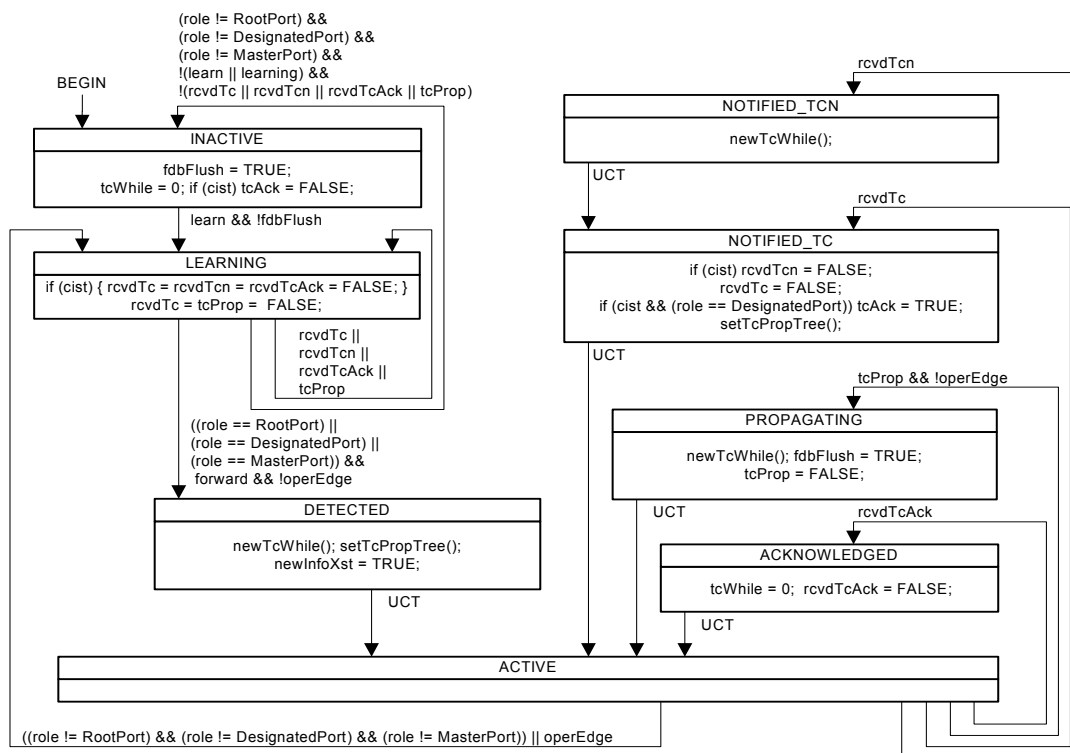 (role != RootPort) &&
(role != DesignatedPort) &&
(role != MasterPort) &&
!(learn || learning) &&
!(rcvdTc || rcvdTcn || rcvdTcAck || tcProp)
BEGIN
INACTIVE
fdbFlush = TRUE;
tcWhile = 0; if (cist) tcAck = FALSE;
learn && !fdbFlush
LEARNING
if (cist) { rcvdTc = rcvdTcn = rcvdTcAck = FALSE; }
rcvdTc = tcProp = FALSE;
rcvdTc ||
rcvdTcn ||
rcvdTcAck ||
tcProp
((role == RootPort) ||
(role == DesignatedPort) ||
(role == MasterPort)) &&
forward && !operEdge
DETECTED
newTcWhile(); setTcPropTree();
newInfoXst = TRUE;
UCT
rcvdTcn
NOTIFIED_TCN
newTcWhile();
UCT
rcvdTc
NOTIFIED_TC
if (cist) rcvdTcn = FALSE;
rcvdTc = FALSE;
if (cist && (role == DesignatedPort)) tcAck = TRUE;
setTcPropTree();
UCT
tcProp && !operEdge
PROPAGATING
newTcWhile(); fdbFlush = TRUE;
tcProp = FALSE;
UCT
rcvdTcAck
ACKNOWLEDGED
tcWhile = 0; rcvdTcAck = FALSE;
UCT
ACTIVE
((role != RootPort) && (role != DesignatedPort) && (role != MasterPort)) || operEdge